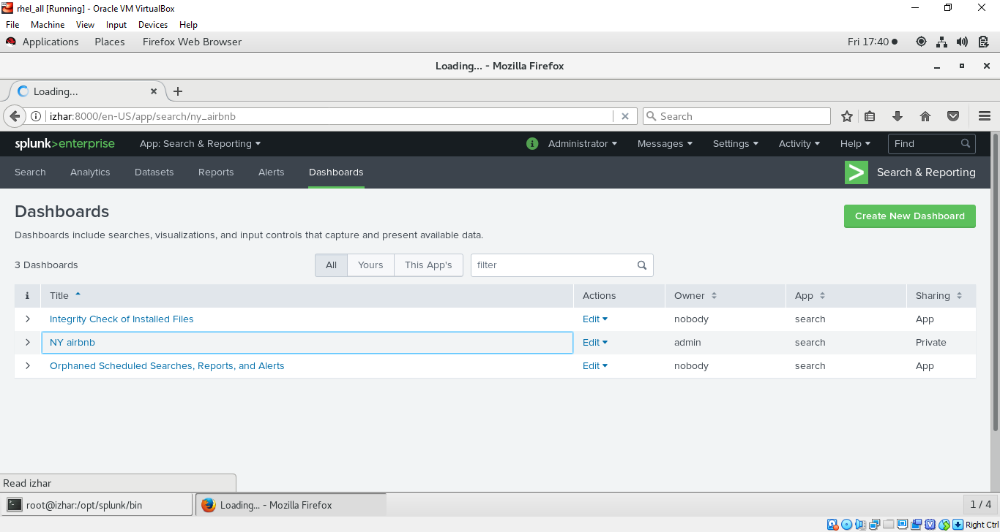 rhel_all [Running] - Oracle VM VirtualBox
File Machine View Input Devices Help
Applications Places Firefox Web Browser Fri 17:40
Loading... - Mozilla Firefox
Loading...
izhar:8000/en-US/app/search/ny_airbnb Search
splunk>enterprise App: Search & Reporting i Administrator Messages Settings Activity Help Find
Search Analytics Datasets Reports Alerts Dashboards > Search & Reporting
Dashboards
Create New Dashboard
Dashboards include searches, visualizations, and input controls that capture and present available data.
3 Dashboards All Yours This App's filter
i Title Actions Owner App Sharing
> Integrity Check of Installed Files Edit nobody search App
> NY airbnb Edit admin search Private
> Orphaned Scheduled Searches, Reports, and Alerts Edit nobody search App
Read izhar
root@izhar:/opt/splunk/bin Loading... - Mozilla Firefox 1 / 4
Right Ctrl